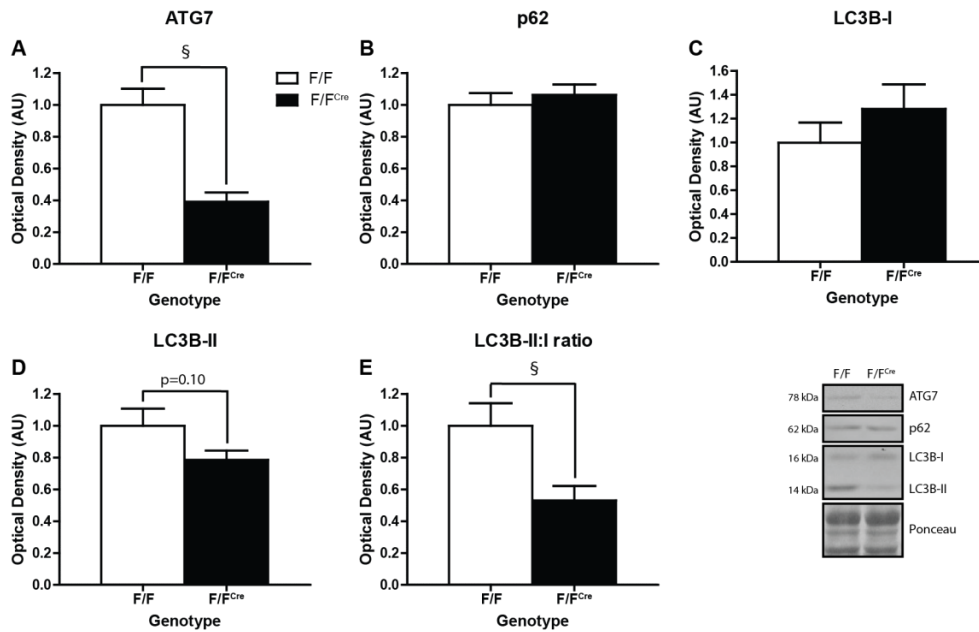 ATG7
A
§
Optical Density (AU)
1.2
1.0
0.8
0.6
0.4
0.2
0.0
F/F
F/F^Cre
Genotype
F/F
F/F^Cre
p62
B
Optical Density (AU)
1.2
1.0
0.8
0.6
0.4
0.2
0.0
F/F
F/F^Cre
Genotype
LC3B-I
C
Optical Density (AU)
1.6
1.4
1.2
1.0
0.8
0.6
0.4
0.2
0.0
F/F
F/F^Cre
Genotype
LC3B-II
D
p=0.10
Optical Density (AU)
1.2
1.0
0.8
0.6
0.4
0.2
0.0
F/F
F/F^Cre
Genotype
LC3B-II:I ratio
E
§
Optical Density (AU)
1.2
1.0
0.8
0.6
0.4
0.2
0.0
F/F
F/F^Cre
Genotype
F/F F/F^Cre
78 kDa ATG7
62 kDa p62
16 kDa LC3B-I
14 kDa LC3B-II
Ponceau